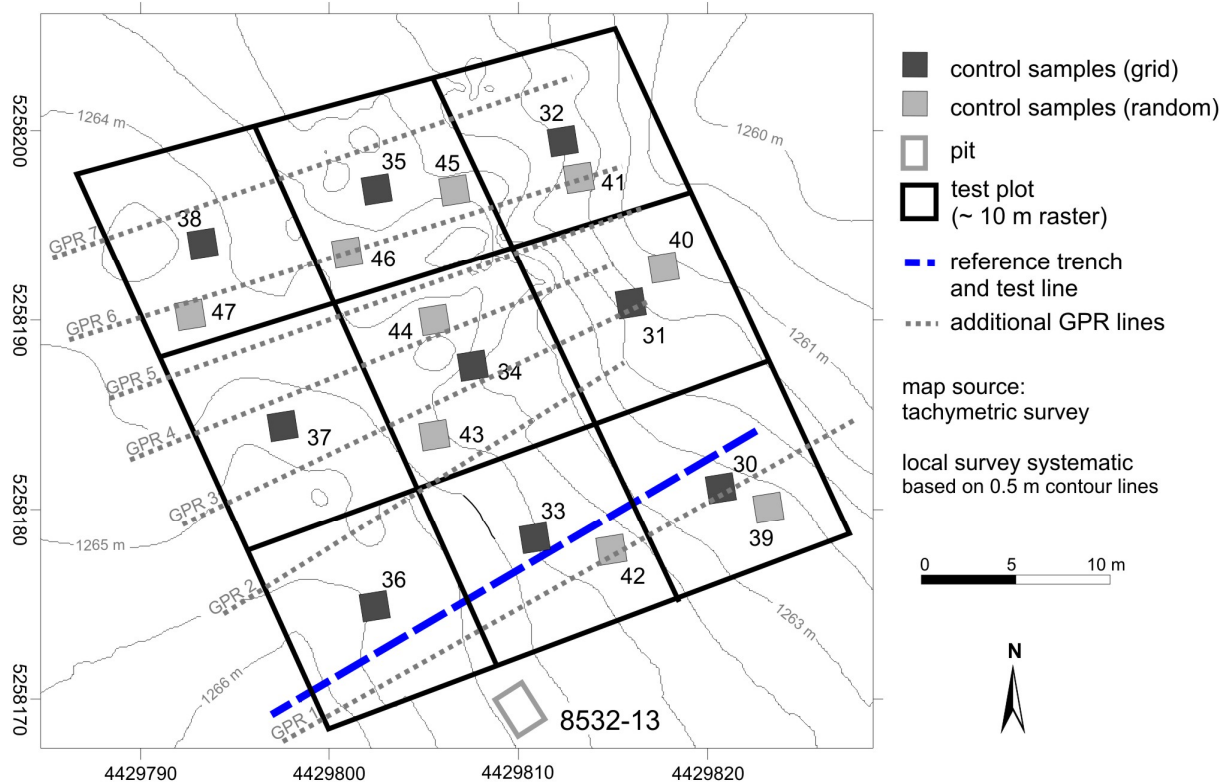 1264 m
1260 m
32
35
45
41
38
GPR 7
40
46
47
GPR 6
44
31
1261 m
GPR 5
34
GPR 4
37
43
GPR 3
30
33
1265 m
39
42
GPR 2
36
1263 m
1266 m
GPR 1
8532-13
5258200
5258190
5258180
5258170
4429790
4429800
4429810
4429820
control samples (grid)
control samples (random)
pit
test plot
(~ 10 m raster)
reference trench
and test line
additional GPR lines
map source:
tachymetric survey
local survey systematic
based on 0.5 m contour lines
0 5 10 m
N